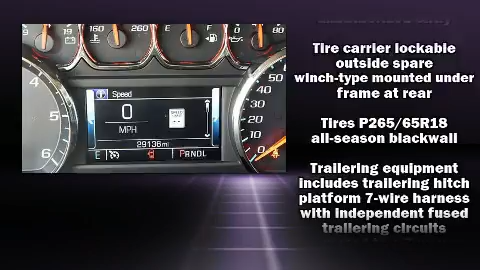 Tire carrier lockable
outside spare
winch-type mounted under
frame at rear
Tires P265/65R18
all-season blackwall
Trailering equipment
includes trailering hitch
platform 7-wire harness
with independent fused
trailering circuits
Speed
0
MPH
29136mi
E
PRNDL